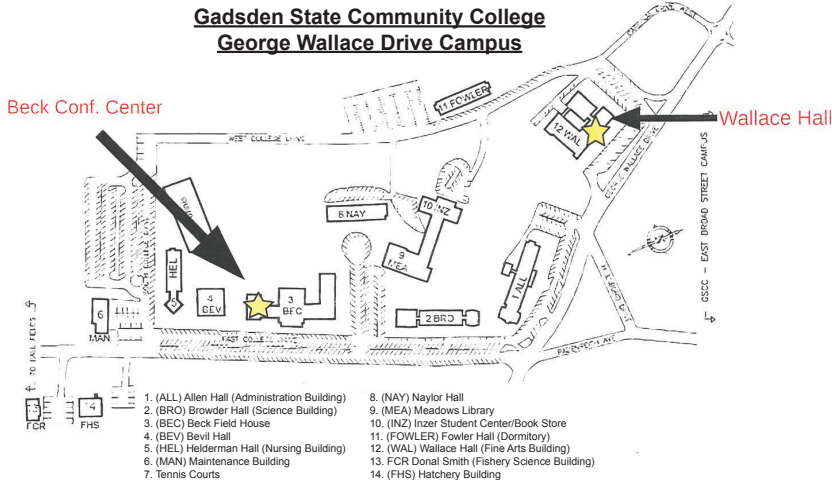 Gadsden State Community College
George Wallace Drive Campus
Beck Conf. Center
Wallace Hall
11 FOWLER
12 WAL
WEST COLLEGE DRIVE
8 NAY
10 INZ
9
MEA
HEL
5
4
BEV
3
BEC
1 ALL
2 BRO
6
MAN
EAST COLLEGE DRIVE
GEO. WALLACE DRIVE
GSCC - EAST BROAD STREET CAMPUS
TO BALL FIELDS
13
FCR
14
FHS
1. (ALL) Allen Hall (Administration Building)
2. (BRO) Browder Hall (Science Building)
3. (BEC) Beck Field House
4. (BEV) Bevil Hall
5. (HEL) Helderman Hall (Nursing Building)
6. (MAN) Maintenance Building
7. Tennis Courts
8. (NAY) Naylor Hall
9. (MEA) Meadows Library
10. (INZ) Inzer Student Center/Book Store
11. (FOWLER) Fowler Hall (Dormitory)
12. (WAL) Wallace Hall (Fine Arts Building)
13. FCR Donal Smith (Fishery Science Building)
14. (FHS) Hatchery Building